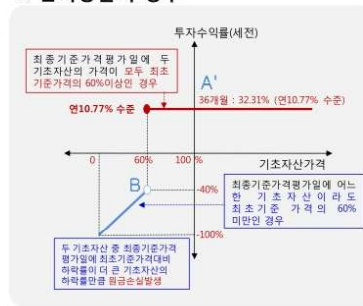 투자수익률(세전)
최종기준가격평가일에 두
기초자산의 가격이 모두 최초
기준가격의 60%이상인 경우
A'
36개월 : 32.31% (연10.77% 수준)
연10.77% 수준
0
60%
100 %
기초자산가격
B
-40%
최종기준가격평가일에 어느
한 기초자산이라도
최초기준 가격의 60%
미만인 경우
-100%
두 기초자산 중 최종기준가격
평가일에 최초기준가격대비
하락률이 더 큰 기초자산의
하락률만큼 원금손실발생